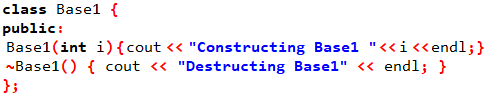 class Base1 {
public:
Base1(int i){cout << "Constructing Base1 "<<i <<endl;}
~Base1() { cout << "Destructing Base1" << endl; }
};